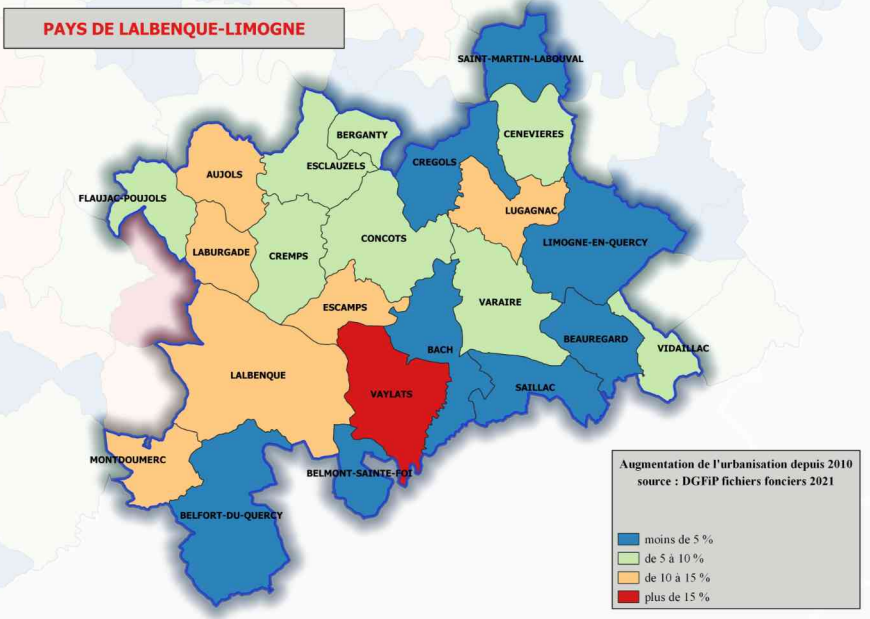 PAYS DE LALBENQUE-LIMOGNE
SAINT-MARTIN-LABOUVAL
BERGANTY
CENEVIERES
ESCLAUZELS
CREGOLS
AUJOLS
FLAUJAC-POUJOLS
LUGAGNAC
CONCOTS
LIMOGNE-EN-QUERCY
LABURGADE
CREMPS
VARAIRE
ESCAMPS
BEAUREGARD
BACH
VIDAILLAC
LALBENQUE
SAILLAC
VAYLATS
MONTDOUMERC
BELMONT-SAINTE-FOI
BELFORT-DU-QUERCY
Augmentation de l'urbanisation depuis 2010
source : DGFiP fichiers fonciers 2021
moins de 5 %
de 5 à 10 %
de 10 à 15 %
plus de 15 %